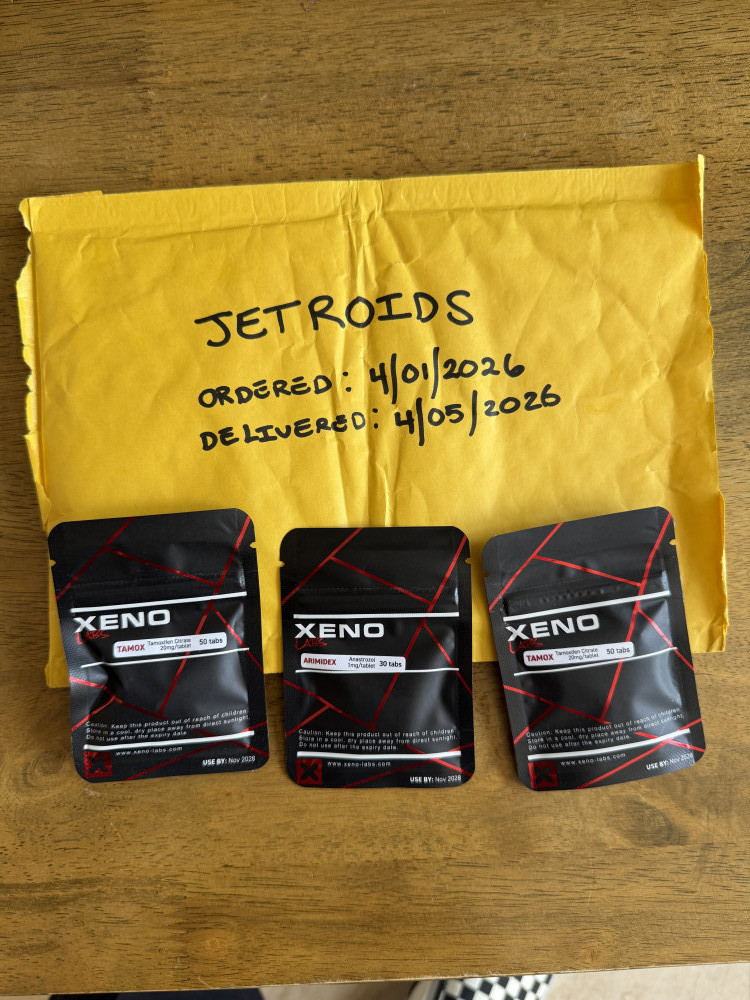 JETROIDS
ORDERED: 4/01/2026
DELIVERED: 4/05/2026
XENO
LABS
TAMOX Tamoxifen Citrate 50 tabs
20mg/tablet
Caution: Keep this product out of reach of children.
Store in a cool, dry place away from direct sunlight.
Do not use after the expiry date
www.xeno-labs.com
USE BY: Nov 2028
XENO
LABS
ARIMIDEX Anastrozol 30 tabs
1mg/tablet
Caution: Keep this product out of reach of children.
Store in a cool, dry place away from direct sunlight.
Do not use after the expiry date
www.xeno-labs.com
USE BY: Nov 2028
XENO
LABS
TAMOX Tamoxifen Citrate 50 tabs
20mg/tablet
Caution: Keep this product out of reach of children.
Store in a cool, dry place away from direct sunlight.
Do not use after the expiry date
www.xeno-labs.com
USE BY: Nov 2028